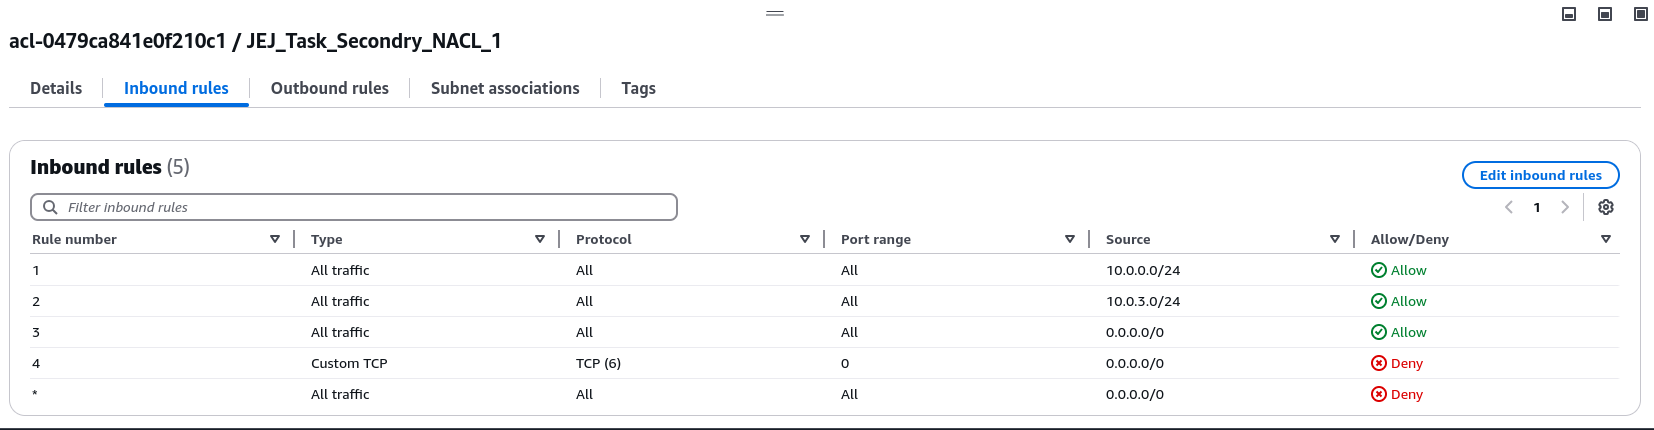 acl-0479ca841e0f210c1 / JEJ_Task_Secondry_NACL_1
Details Inbound rules Outbound rules Subnet associations Tags
Inbound rules (5)
Edit inbound rules
Filter inbound rules
1
Rule number Type Protocol Port range Source Allow/Deny
1 All traffic All All 10.0.0.0/24 Allow
2 All traffic All All 10.0.3.0/24 Allow
3 All traffic All All 0.0.0.0/0 Allow
4 Custom TCP TCP (6) 0 0.0.0.0/0 Deny
* All traffic All All 0.0.0.0/0 Deny